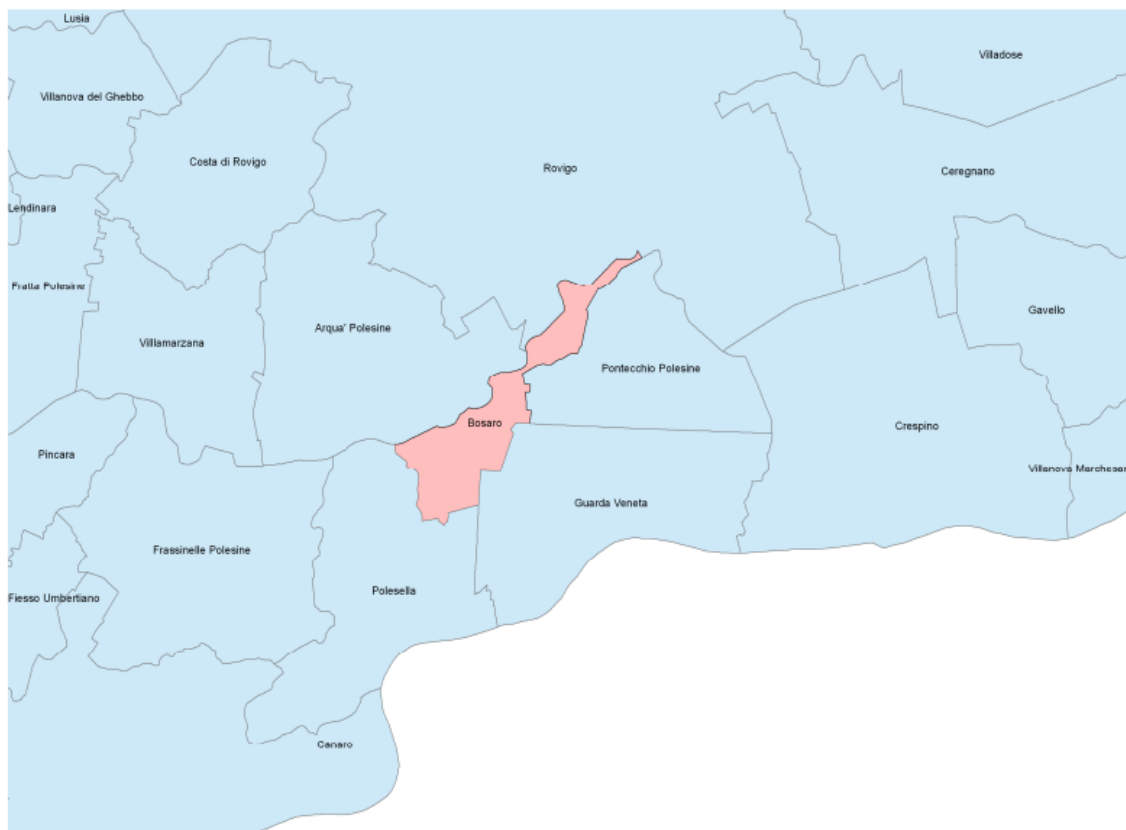 Lusia
Villadose
Villanova del Ghebbo
Costa di Rovigo
Rovigo
Ceregnano
Lendinara
Fratta Polesine
Gavello
Arqua' Polesine
Villamarzana
Pontecchio Polesine
Bosaro
Crespino
Pincara
Villanova Marchesan
Guarda Veneta
Frassinelle Polesine
Polesella
Fiesso Umbertiano
Canaro